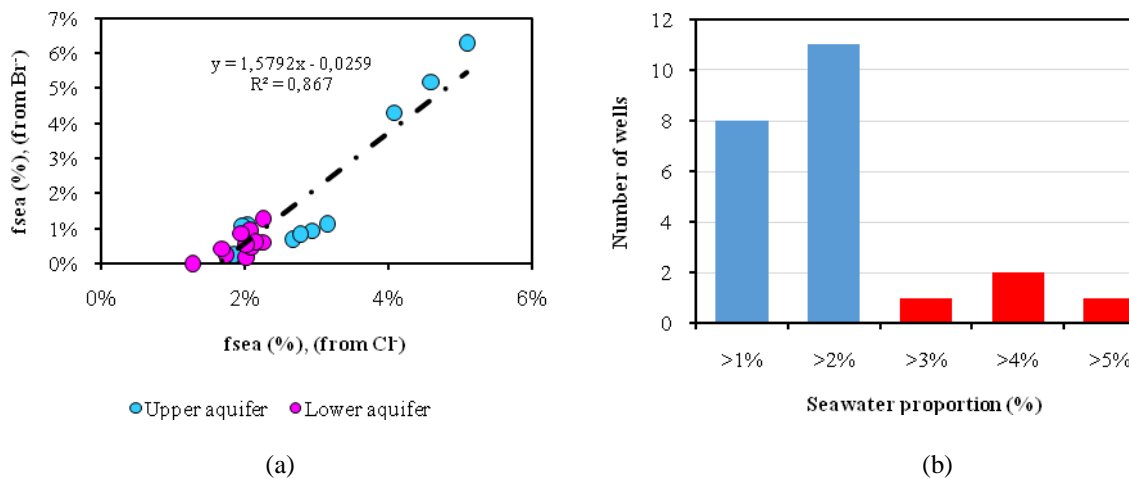 7%
6%
5%
4%
3%
2%
1%
0%
fsea (%), (from Br-)
y = 1,5792x - 0,0259
R² = 0,867
0%
2%
4%
6%
fsea (%), (from Cl-)
Upper aquifer
Lower aquifer
(a)
12
10
8
6
4
2
0
Number of wells
>1%
>2%
>3%
>4%
>5%
Seawater proportion (%)
(b)